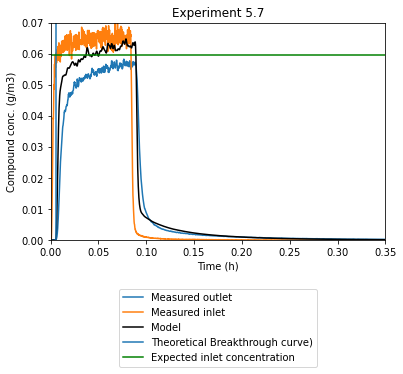 Experiment 5.7
Compound conc. (g/m3)
0.07
0.06
0.05
0.04
0.03
0.02
0.01
0.00
0.00 0.05 0.10 0.15 0.20 0.25 0.30 0.35
Time (h)
Measured outlet
Measured inlet
Model
Theoretical Breakthrough curve)
Expected inlet concentration